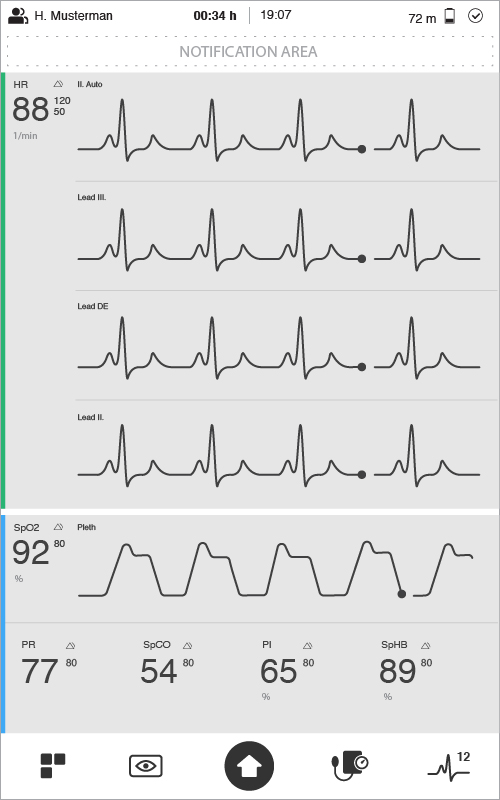 H. Musterman 00:34 h 19:07 72 m
NOTIFICATION AREA
HR II. Auto
88 120
50
1/min
Lead III.
Lead DE
Lead II.
SpO2 Pleth
92 80
%
PR SpCO PI SpHB
77 80 54 80 65 80 89 80
% %
12